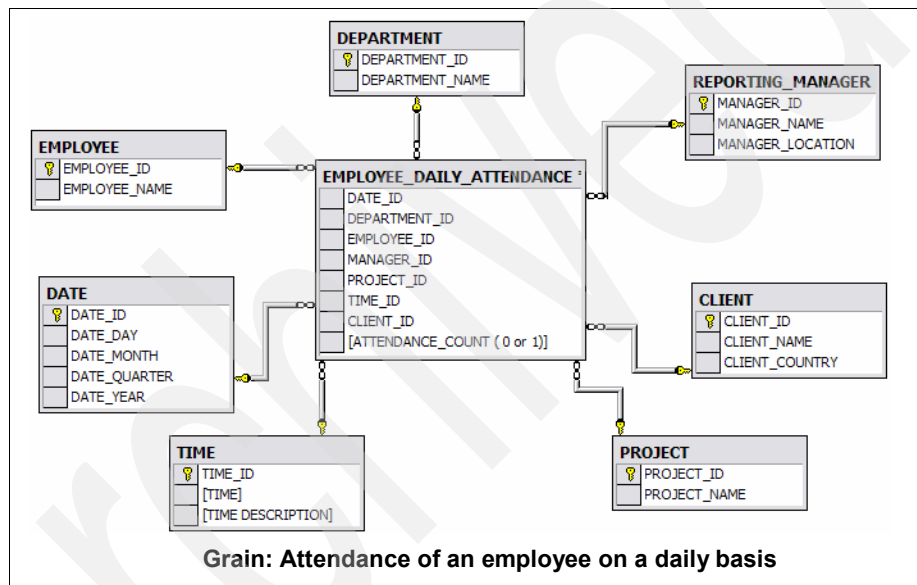 DEPARTMENT
DEPARTMENT_ID
DEPARTMENT_NAME
REPORTING_MANAGER
MANAGER_ID
MANAGER_NAME
MANAGER_LOCATION
EMPLOYEE
EMPLOYEE_ID
EMPLOYEE_NAME
EMPLOYEE_DAILY_ATTENDANCE *
DATE_ID
DEPARTMENT_ID
EMPLOYEE_ID
MANAGER_ID
PROJECT_ID
TIME_ID
CLIENT_ID
[ATTENDANCE_COUNT ( 0 or 1)]
DATE
DATE_ID
DATE_DAY
DATE_MONTH
DATE_QUARTER
DATE_YEAR
CLIENT
CLIENT_ID
CLIENT_NAME
CLIENT_COUNTRY
TIME
TIME_ID
[TIME]
[TIME DESCRIPTION]
PROJECT
PROJECT_ID
PROJECT_NAME
Grain: Attendance of an employee on a daily basis